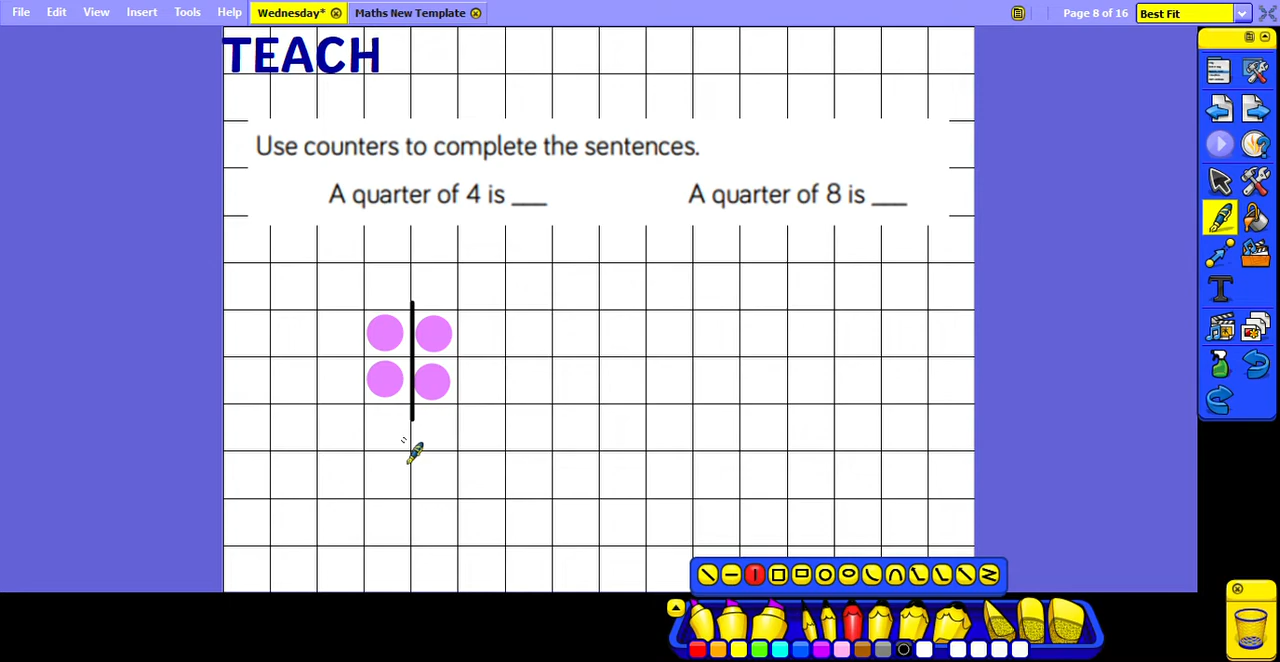 File Edit View Insert Tools Help Wednesday* Maths New Template Page 8 of 16 Best Fit
TEACH
Use counters to complete the sentences.
A quarter of 4 is ___ A quarter of 8 is ___
T